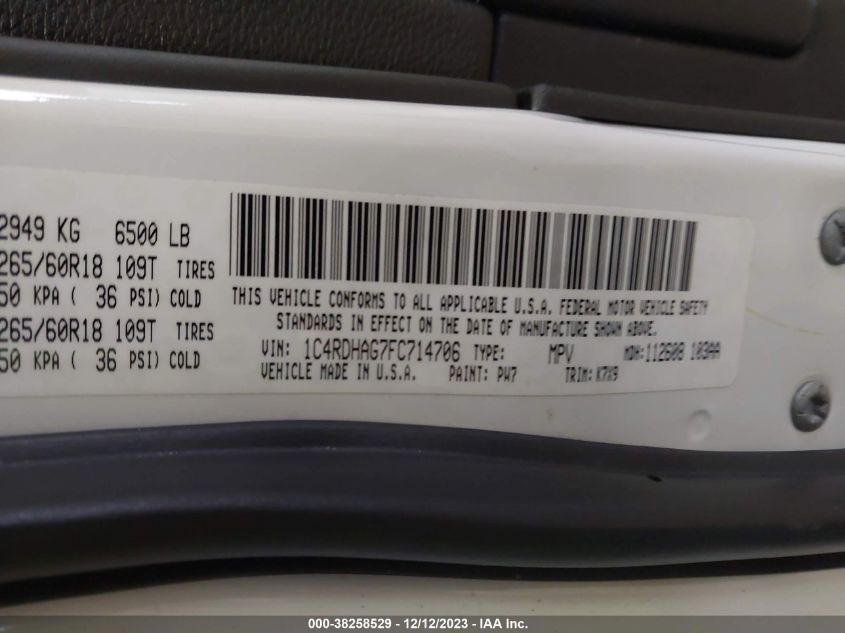 2949 KG 6500 LB
265/60R18 109T TIRES
50 KPA ( 36 PSI) COLD
265/60R18 109T TIRES
50 KPA ( 36 PSI) COLD
THIS VEHICLE CONFORMS TO ALL APPLICABLE U.S.A. FEDERAL MOTOR VEHICLE SAFETY
STANDARDS IN EFFECT ON THE DATE OF MANUFACTURE SHOWN ABOVE.
VIN: 1C4RDHAG7FC714706 TYPE: MPV MDH:112608 103AA
VEHICLE MADE IN U.S.A. PAINT: PW7 TRIM: K7X9
000-38258529 - 12/12/2023 - IAA Inc.